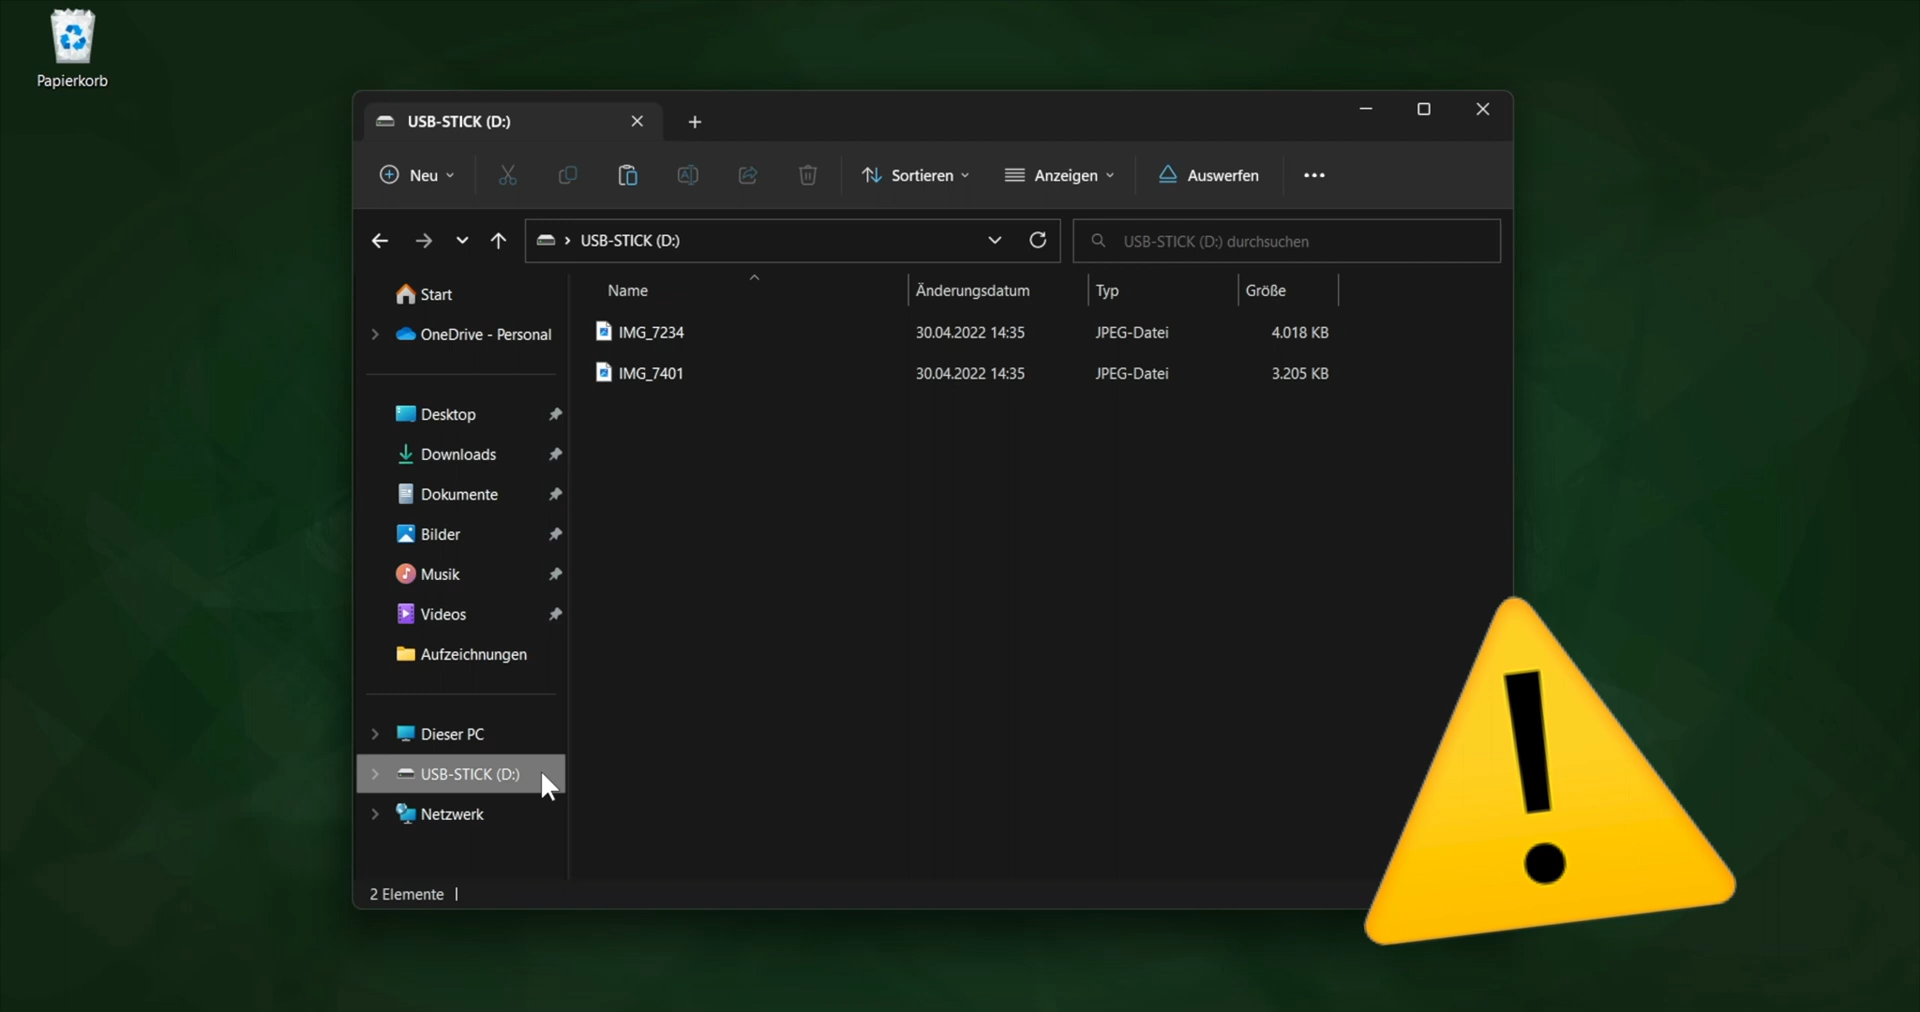 Papierkorb
USB-STICK (D:)
Neu
Sortieren
Anzeigen
Auswerfen
USB-STICK (D:)
USB-STICK (D:) durchsuchen
Start
OneDrive - Personal
Desktop
Downloads
Dokumente
Bilder
Musik
Videos
Aufzeichnungen
Dieser PC
USB-STICK (D:)
Netzwerk
Name Änderungsdatum Typ Größe
IMG_7234 30.04.2022 14:35 JPEG-Datei 4.018 KB
IMG_7401 30.04.2022 14:35 JPEG-Datei 3.205 KB
2 Elemente